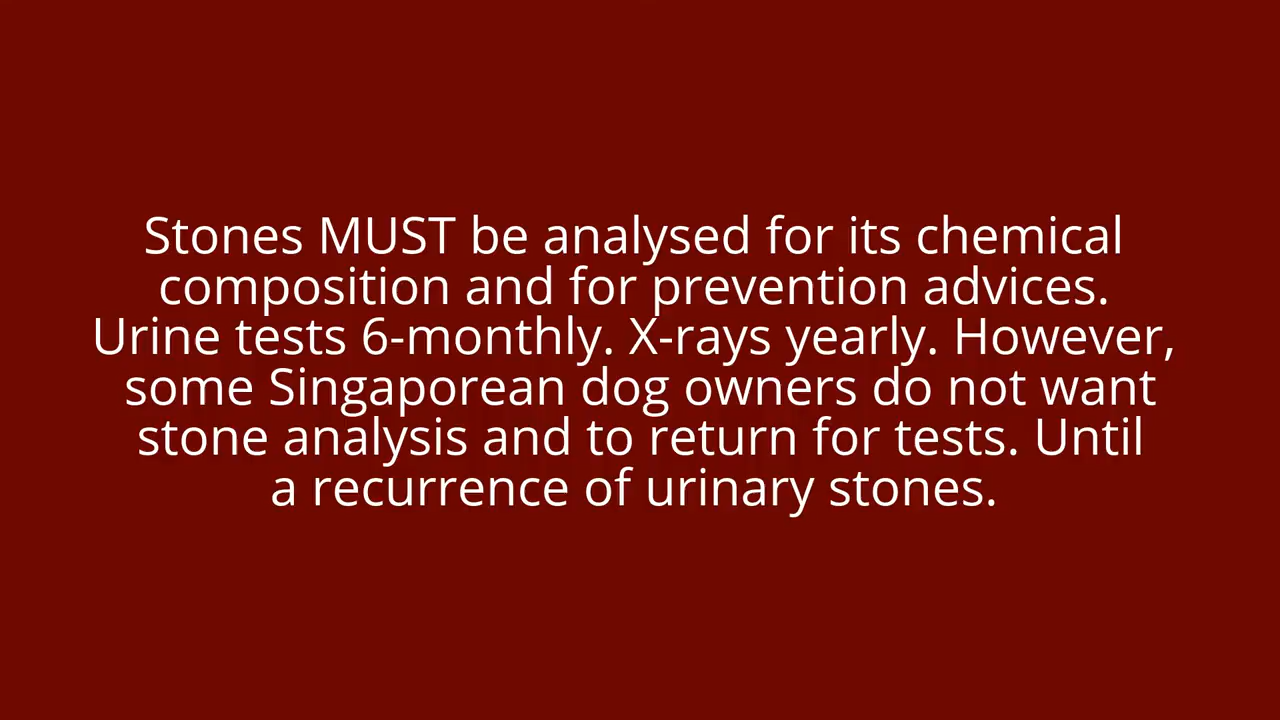 Stones MUST be analysed for its chemical
composition and for prevention advices.
Urine tests 6-monthly. X-rays yearly. However,
some Singaporean dog owners do not want
stone analysis and to return for tests. Until
a recurrence of urinary stones.